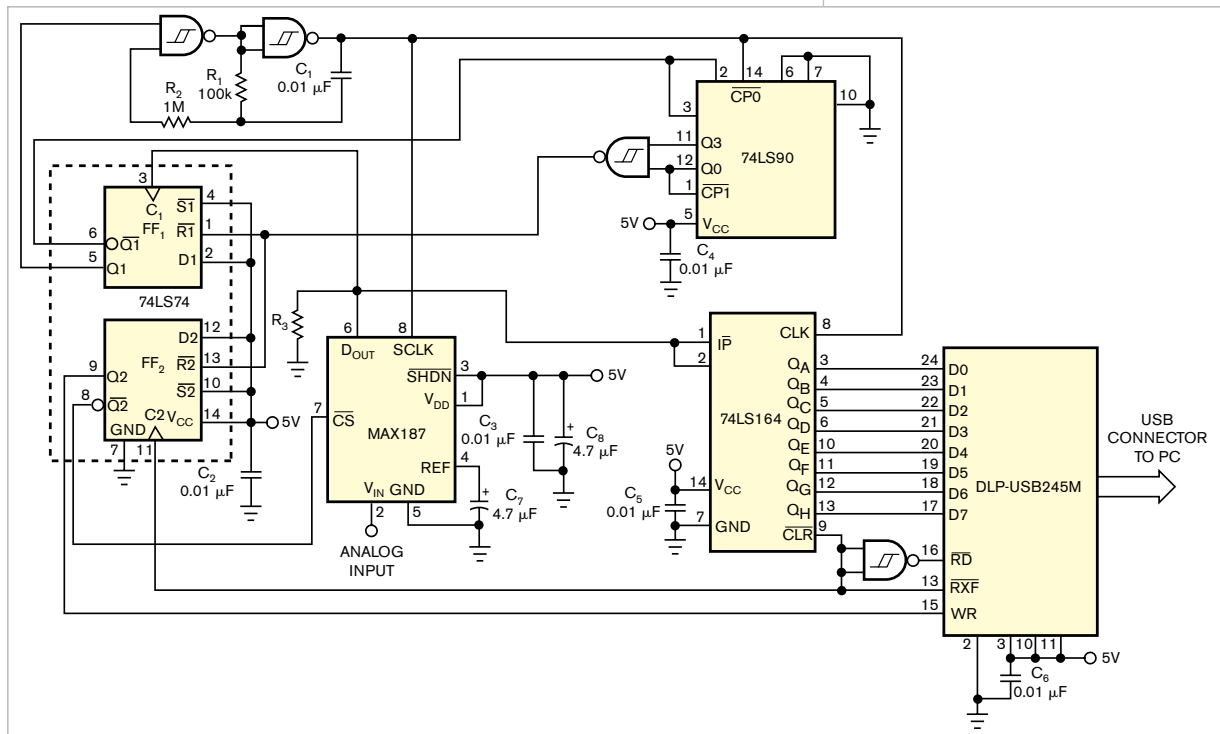 R2
1M
R1
100k
C1
0.01 µF
2
14
6
7
CP0
10
3
11
Q3
12
Q0
74LS90
1
CP1
5V
5
VCC
C4
0.01 µF
3
C1
4
S1
FF1
1
R1
6
Q1
2
D1
5
Q1
74LS74
12
D2
FF2
13
R2
9
Q2
10
S2
8
Q2
C2
VCC
14
5V
GND
7
11
C2
0.01 µF
R3
6
8
DOUT
SCLK
3
SHDN
5V
1
VDD
7
CS
MAX187
C3
0.01 µF
C8
4.7 µF
+
4
REF
+
C7
4.7 µF
VIN
GND
2
5
ANALOG
INPUT
1
IP
2
CLK
8
QA
3
QB
4
QC
5
QD
6
QE
10
QF
11
QG
12
QH
13
CLR
9
74LS164
5V
14
VCC
C5
0.01 µF
7
GND
24
D0
23
D1
22
D2
21
D3
20
D4
19
D5
18
D6
17
D7
16
RD
13
RXF
15
WR
DLP-USB245M
2
3
10
11
5V
C6
0.01 µF
USB
CONNECTOR
TO PC